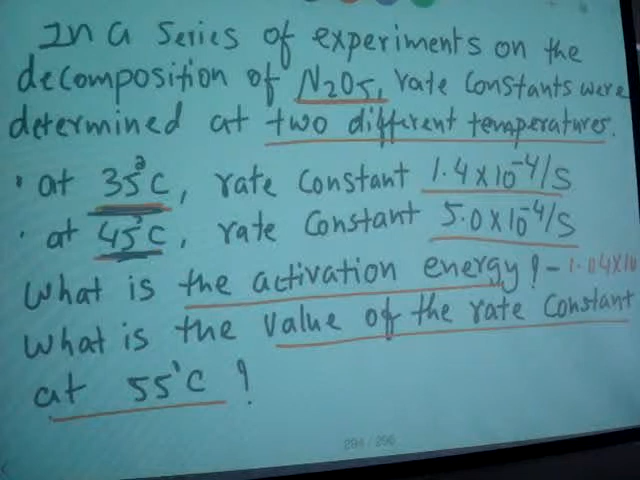 In a series of experiments on the
decomposition of N₂O₅, rate constants were
determined at two different temperatures.
• at 35°C, rate constant 1.4×10⁻⁴/s
• at 45°C, rate constant 5.0×10⁻⁴/s
What is the activation energy? - 1.04×10
What is the value of the rate constant
at 55°C ?
294 / 296